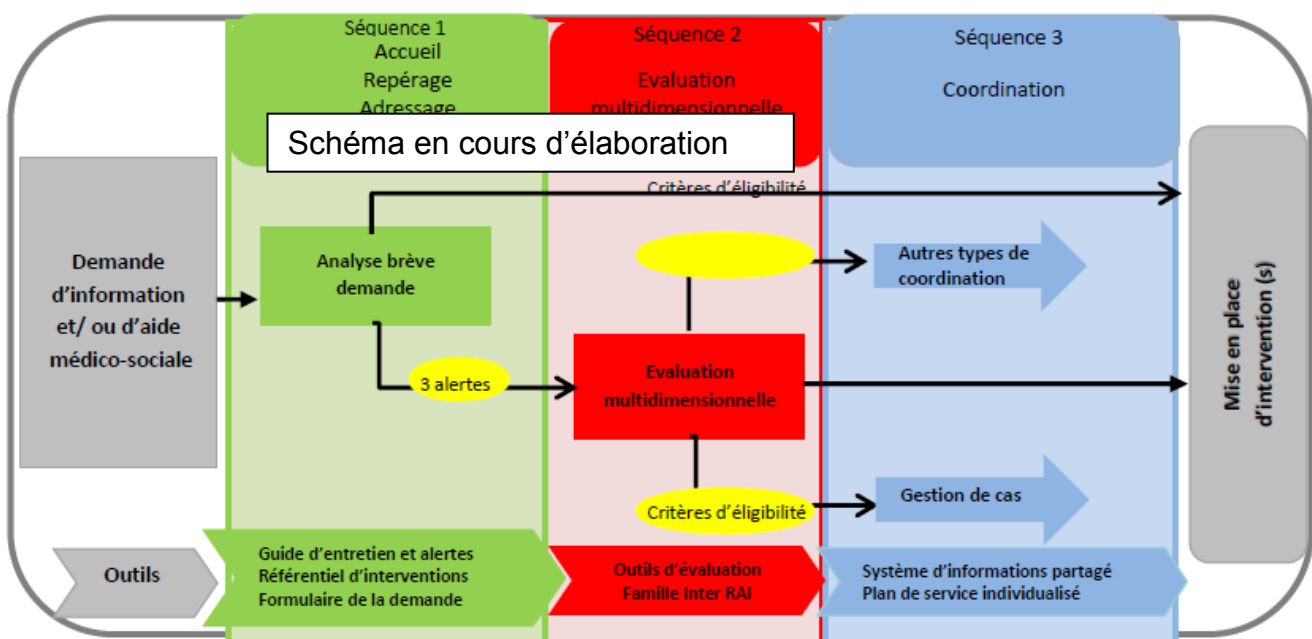 Séquence 1
Accueil
Repérage
Adressage
Séquence 2
Evaluation
multidimensionnelle
Séquence 3
Coordination
Schéma en cours d’élaboration
Critères d’éligibilité
Demande
d’information
et/ ou d’aide
médico-sociale
Analyse brève
demande
Autres types de
coordination
3 alertes
Evaluation
multidimensionnelle
Mise en place
d’intervention (s)
Critères d’éligibilité
Gestion de cas
Outils
Guide d’entretien et alertes
Référentiel d’interventions
Formulaire de la demande
Outils d’évaluation
Famille Inter RAI
Système d’informations partagé
Plan de service individualisé